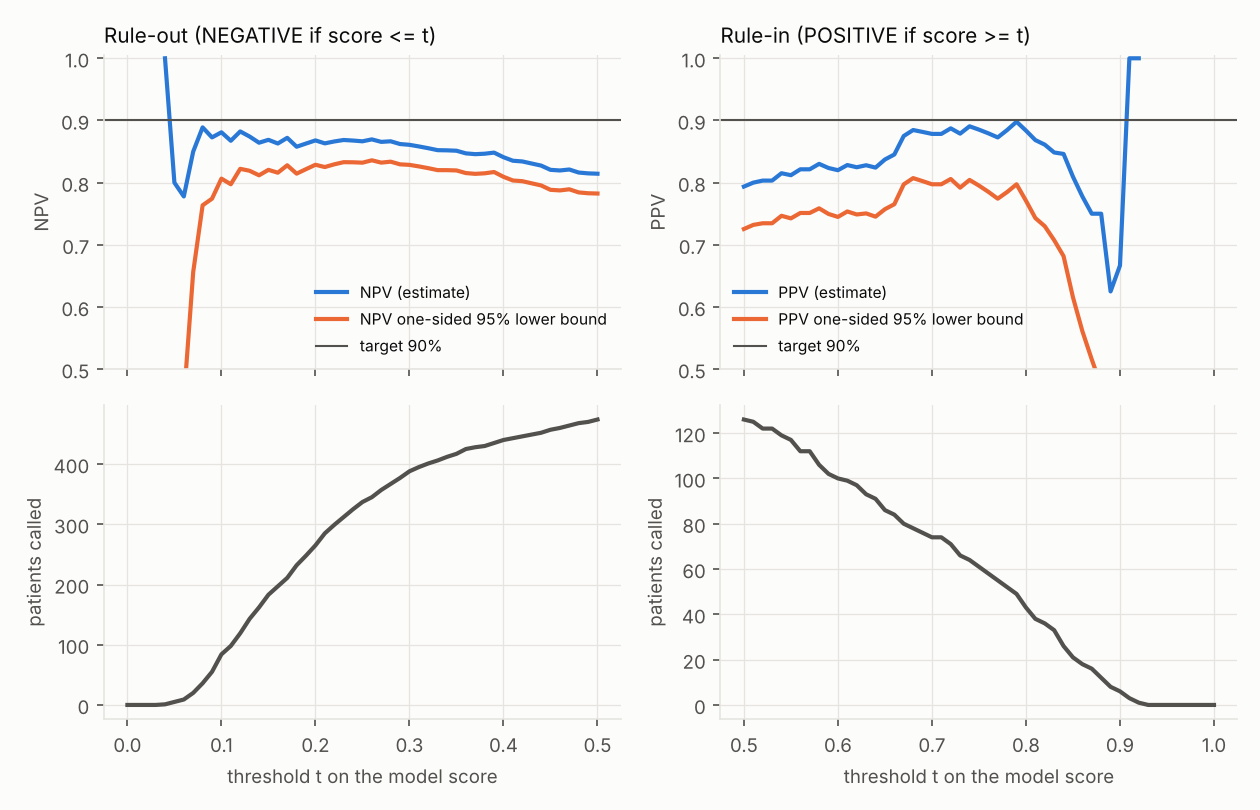 Rule-out (NEGATIVE if score <= t)
1.0
0.9
0.8
0.7
0.6
0.5
NPV
NPV (estimate)
NPV one-sided 95% lower bound
target 90%
Rule-in (POSITIVE if score >= t)
1.0
0.9
0.8
0.7
0.6
0.5
PPV
PPV (estimate)
PPV one-sided 95% lower bound
target 90%
400
300
200
100
0
patients called
0.0 0.1 0.2 0.3 0.4 0.5
threshold t on the model score
120
100
80
60
40
20
0
patients called
0.5 0.6 0.7 0.8 0.9 1.0
threshold t on the model score